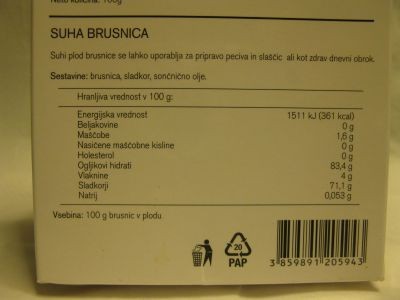 Neto količina: 100g
SUHA BRUSNICA
Suhi plod brusnice se lahko uporablja za pripravo peciva in slaščic ali kot zdrav dnevni obrok.
Sestavine: brusnica, sladkor, sončnično olje.
Hranljiva vrednost v 100 g:
Energijska vrednost 1511 kJ (361 kcal)
Beljakovine 0 g
Maščobe 1,6 g
Nasičene maščobne kisline 0 g
Holesterol 0 g
Ogljikovi hidrati 83,4 g
Vlaknine 4 g
Sladkorji 71,1 g
Natrij 0,053 g
Vsebina: 100 g brusnic v plodu.
20
PAP
3 859891 205943